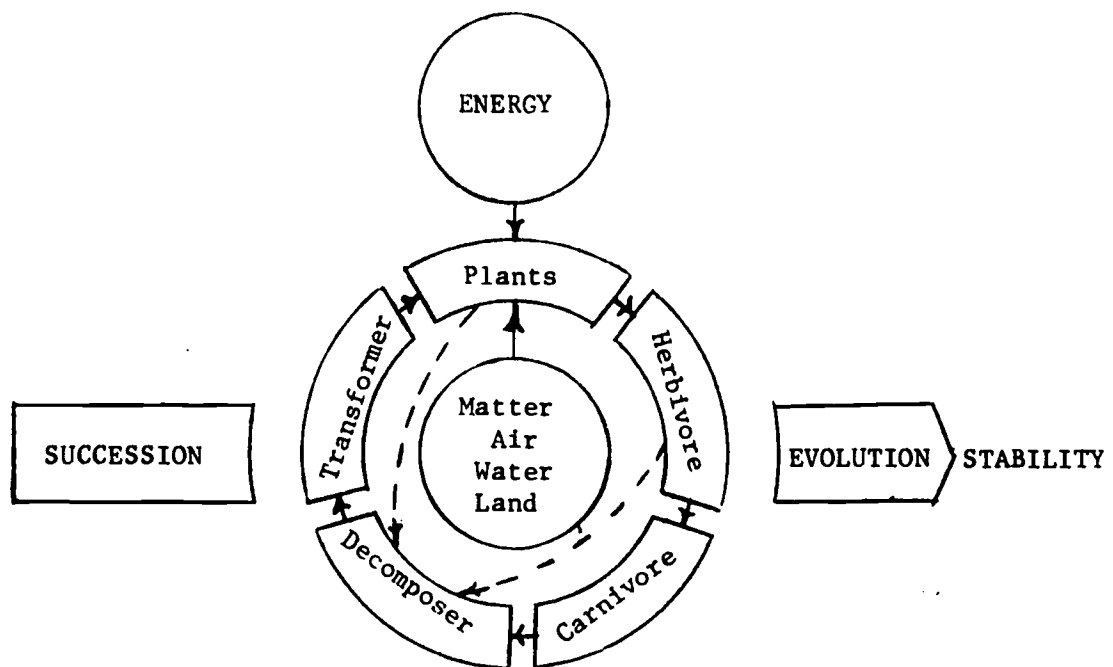 ENERGY
Plants
Herbivore
Carnivore
Decomposer
Transformer
Matter
Air
Water
Land
SUCCESSION
EVOLUTION
STABILITY